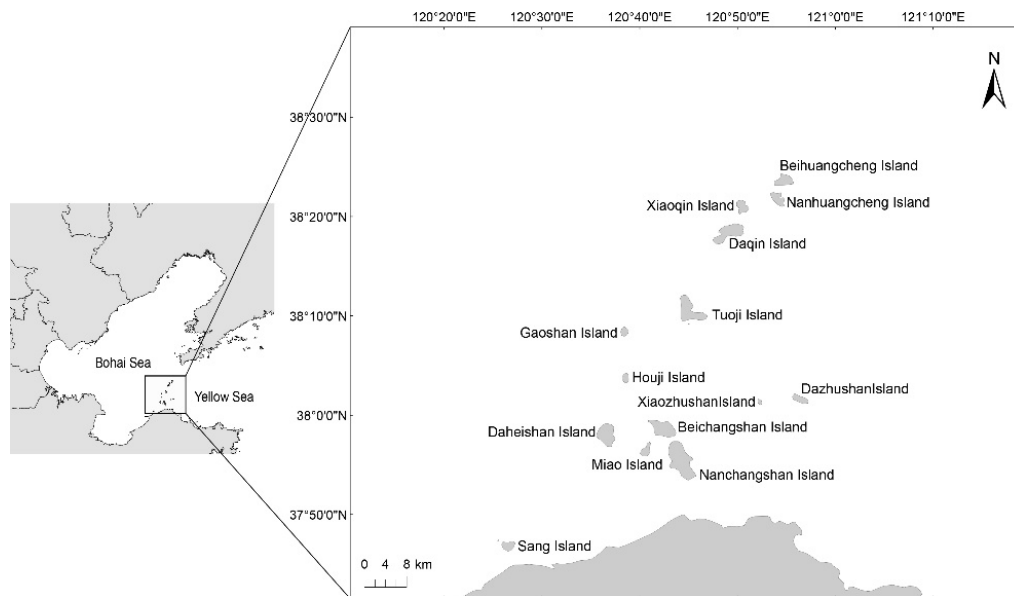 120°20'0"E 120°30'0"E 120°40'0"E 120°50'0"E 121°0'0"E 121°10'0"E
N
38°30'0"N
Beihuangcheng Island
Xiaoqin Island
Nanhuangcheng Island
38°20'0"N
Daqin Island
Tuoji Island
38°10'0"N
Gaoshan Island
Bohai Sea
Houji Island
DazhushanIsland
Yellow Sea
XiaozhushanIsland
38°0'0"N
Beichangshan Island
Daheishan Island
Miao Island
Nanchangshan Island
37°50'0"N
Sang Island
0 4 8 km